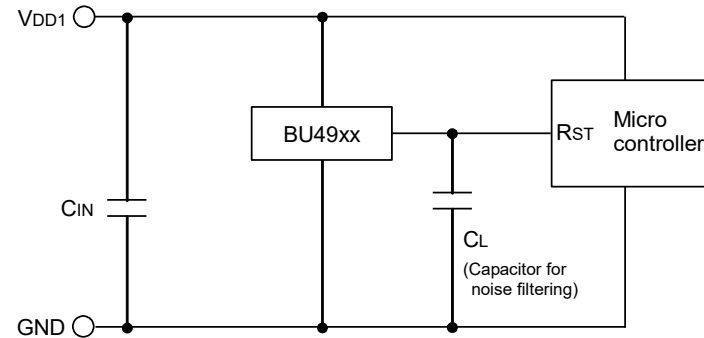 VDD1
BU49xx
RST
Micro
controller
CIN
CL
(Capacitor for
noise filtering)
GND